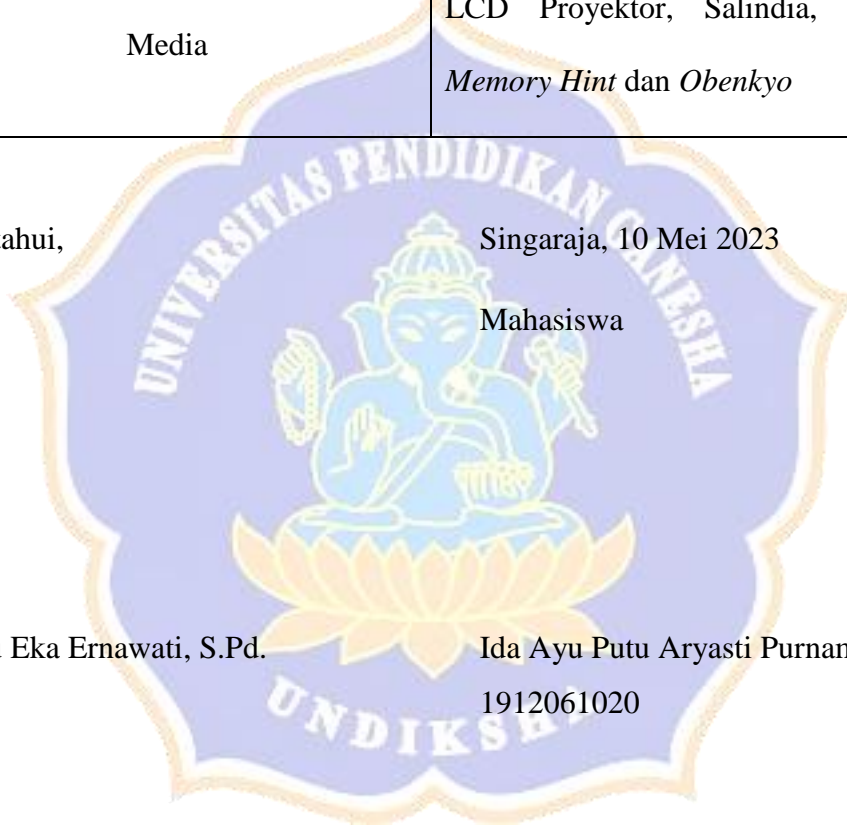 LCD Proyektor, Salindia,
Media
Memory Hint dan Obenkyo
UNIVERSITAS PENDIDIKAN GANESHA
tahui,
Singaraja, 10 Mei 2023
Mahasiswa
Eka Ernawati, S.Pd.
Ida Ayu Putu Aryasti Purnam
1912061020
UNDIKSHA